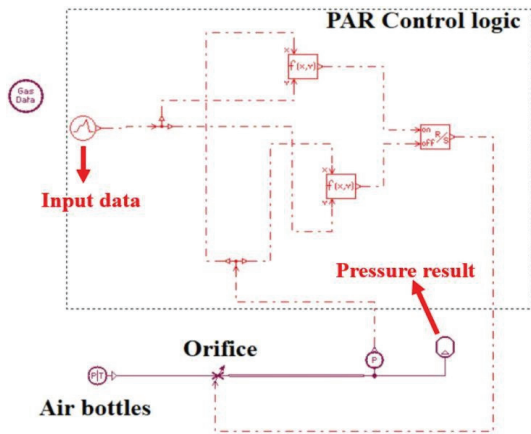 PAR Control logic
Gas
Data
X
f(x,y)
Y
on
off
R/S
Input data
X
f(x,y)
Y
Pressure result
Orifice
P
P|T
Air bottles